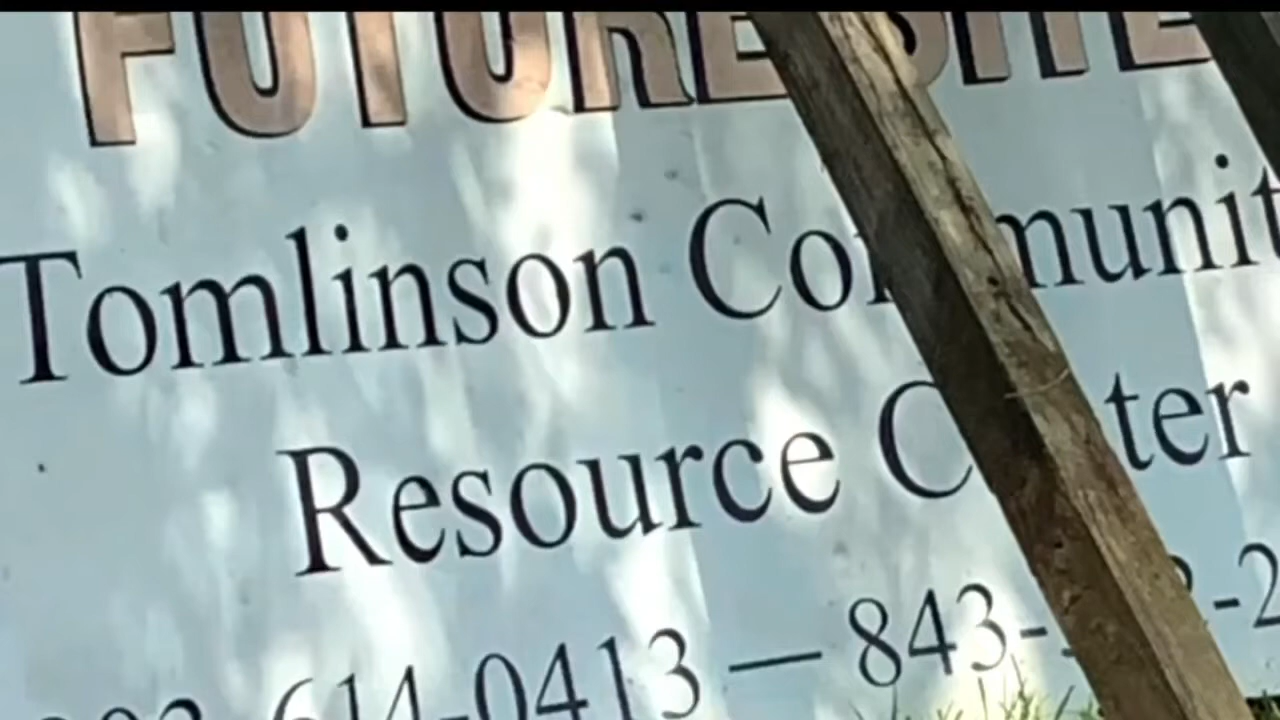 FUTURE SITE
Tomlinson Community
Resource Center
614-0413 — 843-